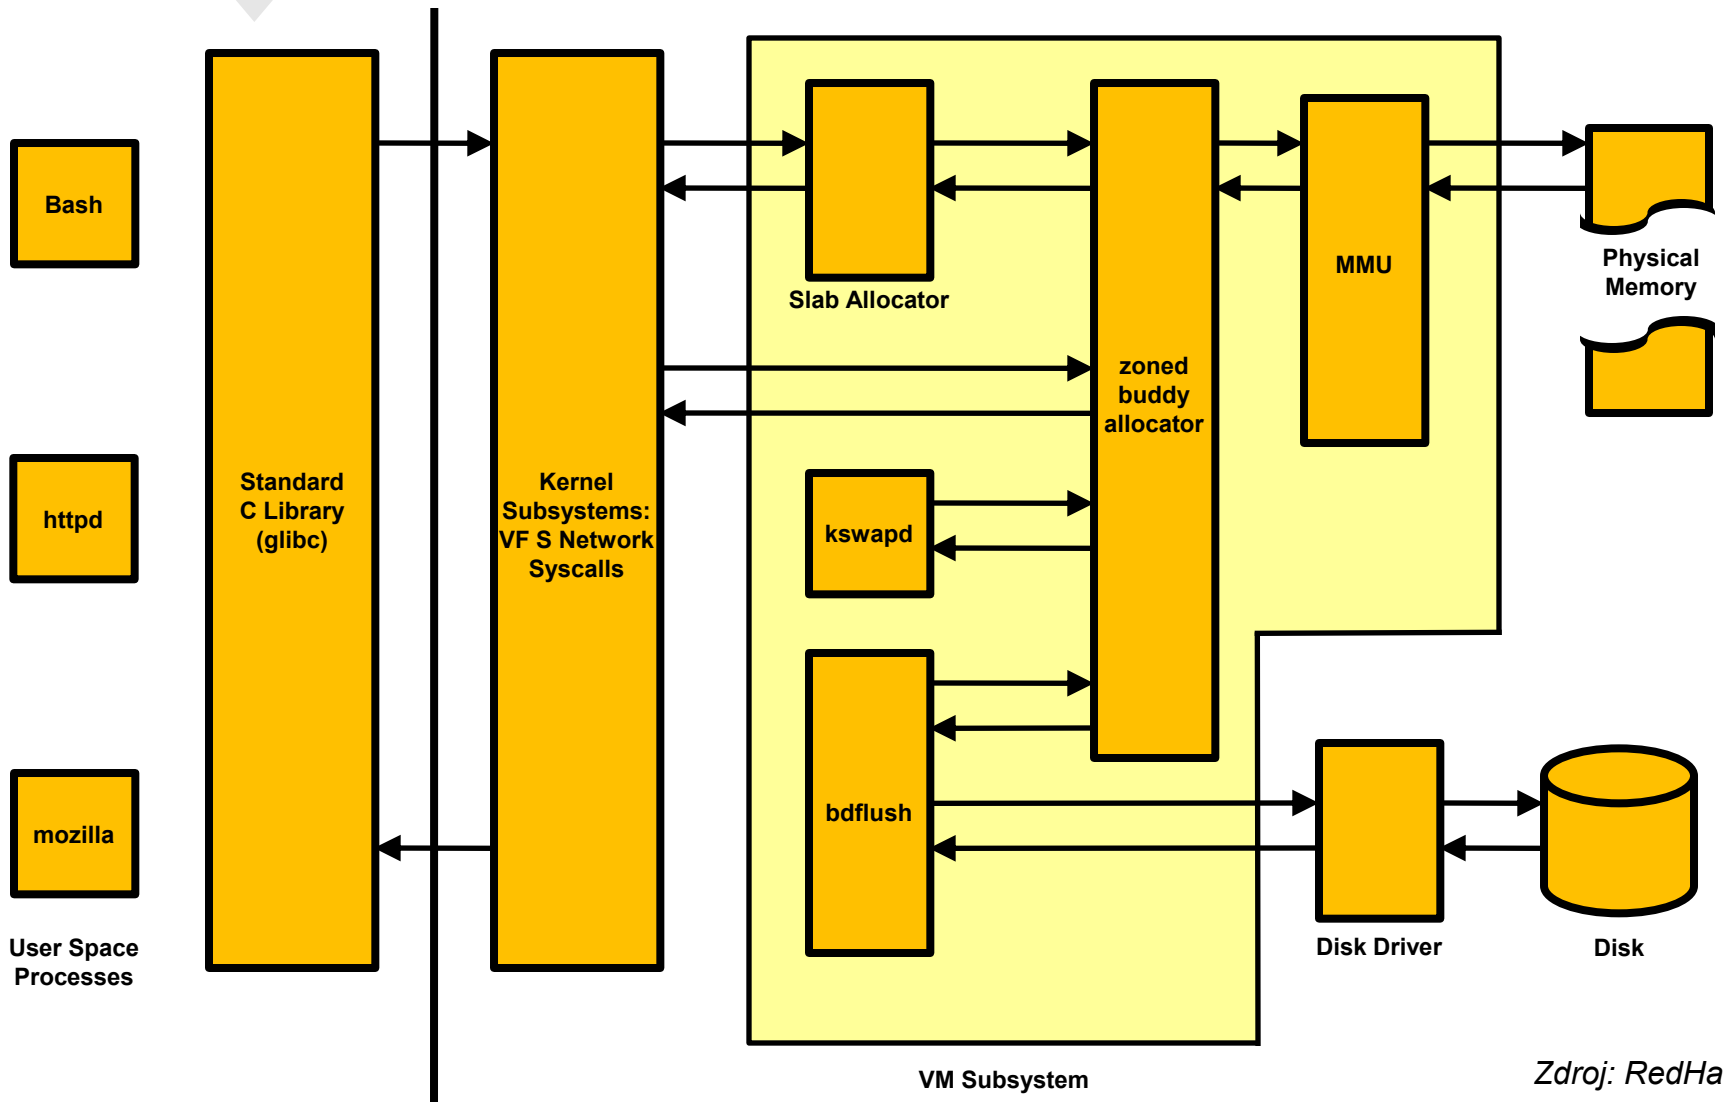 Bash
httpd
mozilla
User Space
Processes
Standard
C Library
(glibc)
Kernel
Subsystems:
VF S Network
Syscalls
Slab Allocator
kswapd
bdflush
zoned
buddy
allocator
MMU
Physical
Memory
Disk Driver
Disk
VM Subsystem
Zdroj: RedHa